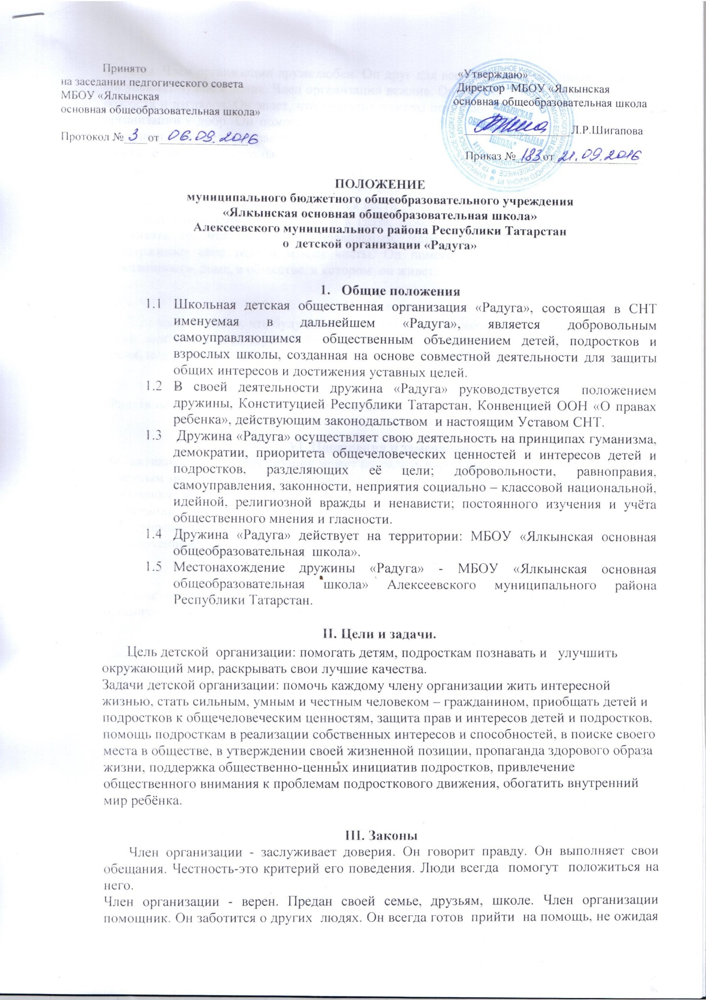 Принято
на заседании педгогического совета
МБОУ «Ялкынская
основная общеобразовательная школа»
Протокол № 3 от 06.09.2016
«Утверждаю»
Директор МБОУ «Ялкынская
основная общеобразовательная школа
Л.Р.Шигапова
Приказ № 183 от 21.09.2016
ЯЛКЫНСКАЯ
ОСНОВНАЯ
ОБЩЕОБРАЗОВАТЕЛЬНАЯ
ШКОЛА"
ПОЛОЖЕНИЕ
муниципального бюджетного общеобразовательного учреждения
«Ялкынская основная общеобразовательная школа»
Алексеевского муниципального района Республики Татарстан
о детской организации «Радуга»
1. Общие положения
1.1 Школьная детская общественная организация «Радуга», состоящая в СНТ
именуемая в дальнейшем «Радуга», является добровольным
самоуправляющимся общественным объединением детей, подростков и
взрослых школы, созданная на основе совместной деятельности для защиты
общих интересов и достижения уставных целей.
1.2 В своей деятельности дружина «Радуга» руководствуется положением
дружины, Конституцией Республики Татарстан, Конвенцией ООН «О правах
ребенка», действующим законодальством и настоящим Уставом СНТ.
1.3 Дружина «Радуга» осуществляет свою деятельность на принципах гуманизма,
демократии, приоритета общечеловеческих ценностей и интересов детей и
подростков, разделяющих её цели; добровольности, равноправия,
самоуправления, законности, неприятия социально – классовой национальной,
идейной, религиозной вражды и ненависти; постоянного изучения и учёта
общественного мнения и гласности.
1.4 Дружина «Радуга» действует на территории: МБОУ «Ялкынская основная
общеобразовательная школа».
1.5 Местонахождение дружины «Радуга» - МБОУ «Ялкынская основная
общеобразовательная школа» Алексеевского муниципального района
Республики Татарстан.
II. Цели и задачи.
Цель детской организации: помогать детям, подросткам познавать и улучшить
окружающий мир, раскрывать свои лучшие качества.
Задачи детской организации: помочь каждому члену организации жить интересной
жизнью, стать сильным, умным и честным человеком – гражданином, приобщать детей и
подростков к общечеловеческим ценностям, защита прав и интересов детей и подростков,
помощь подросткам в реализации собственных интересов и способностей, в поиске своего
места в обществе, в утверждении своей жизненной позиции, пропаганда здорового образа
жизни, поддержка общественно-ценных инициатив подростков, привлечение
общественного внимания к проблемам подросткового движения, обогатить внутренний
мир ребёнка.
III. Законы
Член организации - заслуживает доверия. Он говорит правду. Он выполняет свои
обещания. Честность-это критерий его поведения. Люди всегда помогут положиться на
него.
Член организации - верен. Предан своей семье, друзьям, школе. Член организации
помощник. Он заботится о других людях. Он всегда готов прийти на помощь, не ожидая